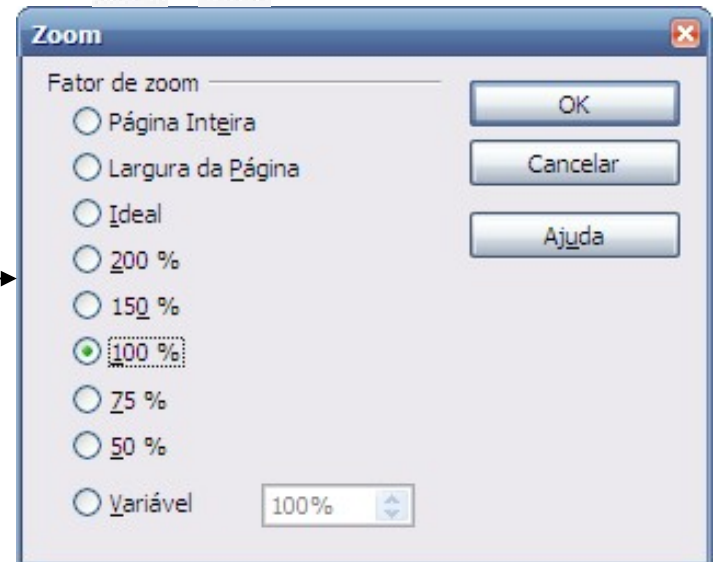 Zoom
Fator de zoom
Página Inteira
Largura da Página
Ideal
200 %
150 %
100 %
75 %
50 %
Variável 100%
OK
Cancelar
Ajuda